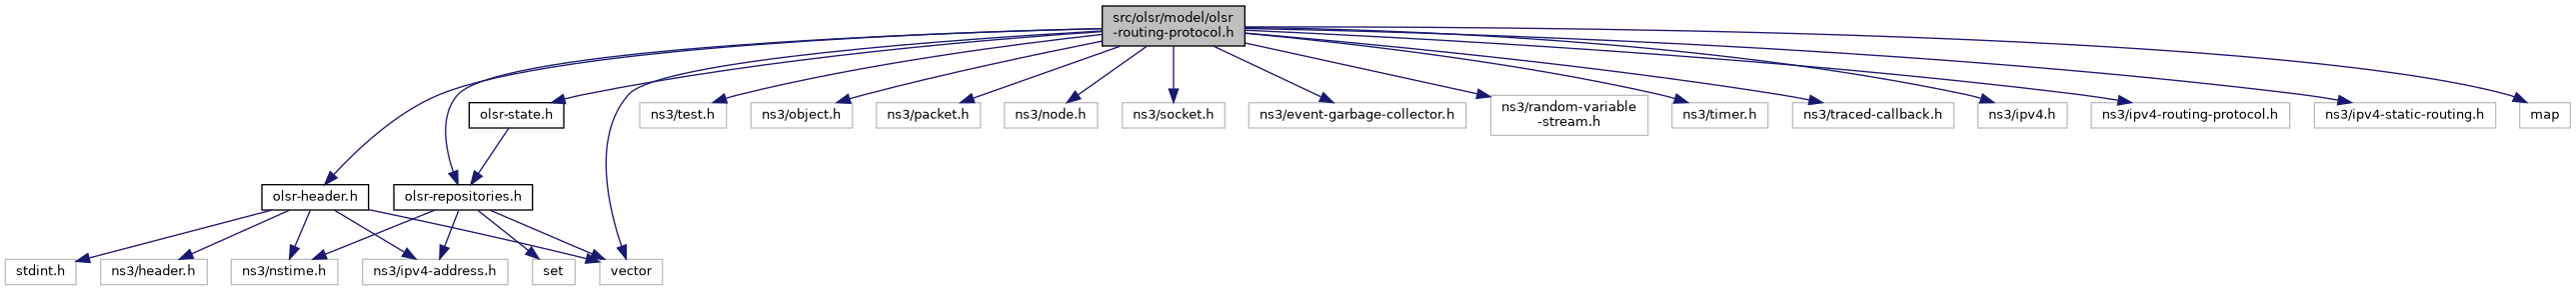 src/olsr/model/olsr
-routing-protocol.h
olsr-state.h
ns3/test.h
ns3/object.h
ns3/packet.h
ns3/node.h
ns3/socket.h
ns3/event-garbage-collector.h
ns3/random-variable
-stream.h
ns3/timer.h
ns3/traced-callback.h
ns3/ipv4.h
ns3/ipv4-routing-protocol.h
ns3/ipv4-static-routing.h
map
olsr-header.h
olsr-repositories.h
stdint.h
ns3/header.h
ns3/nstime.h
ns3/ipv4-address.h
set
vector